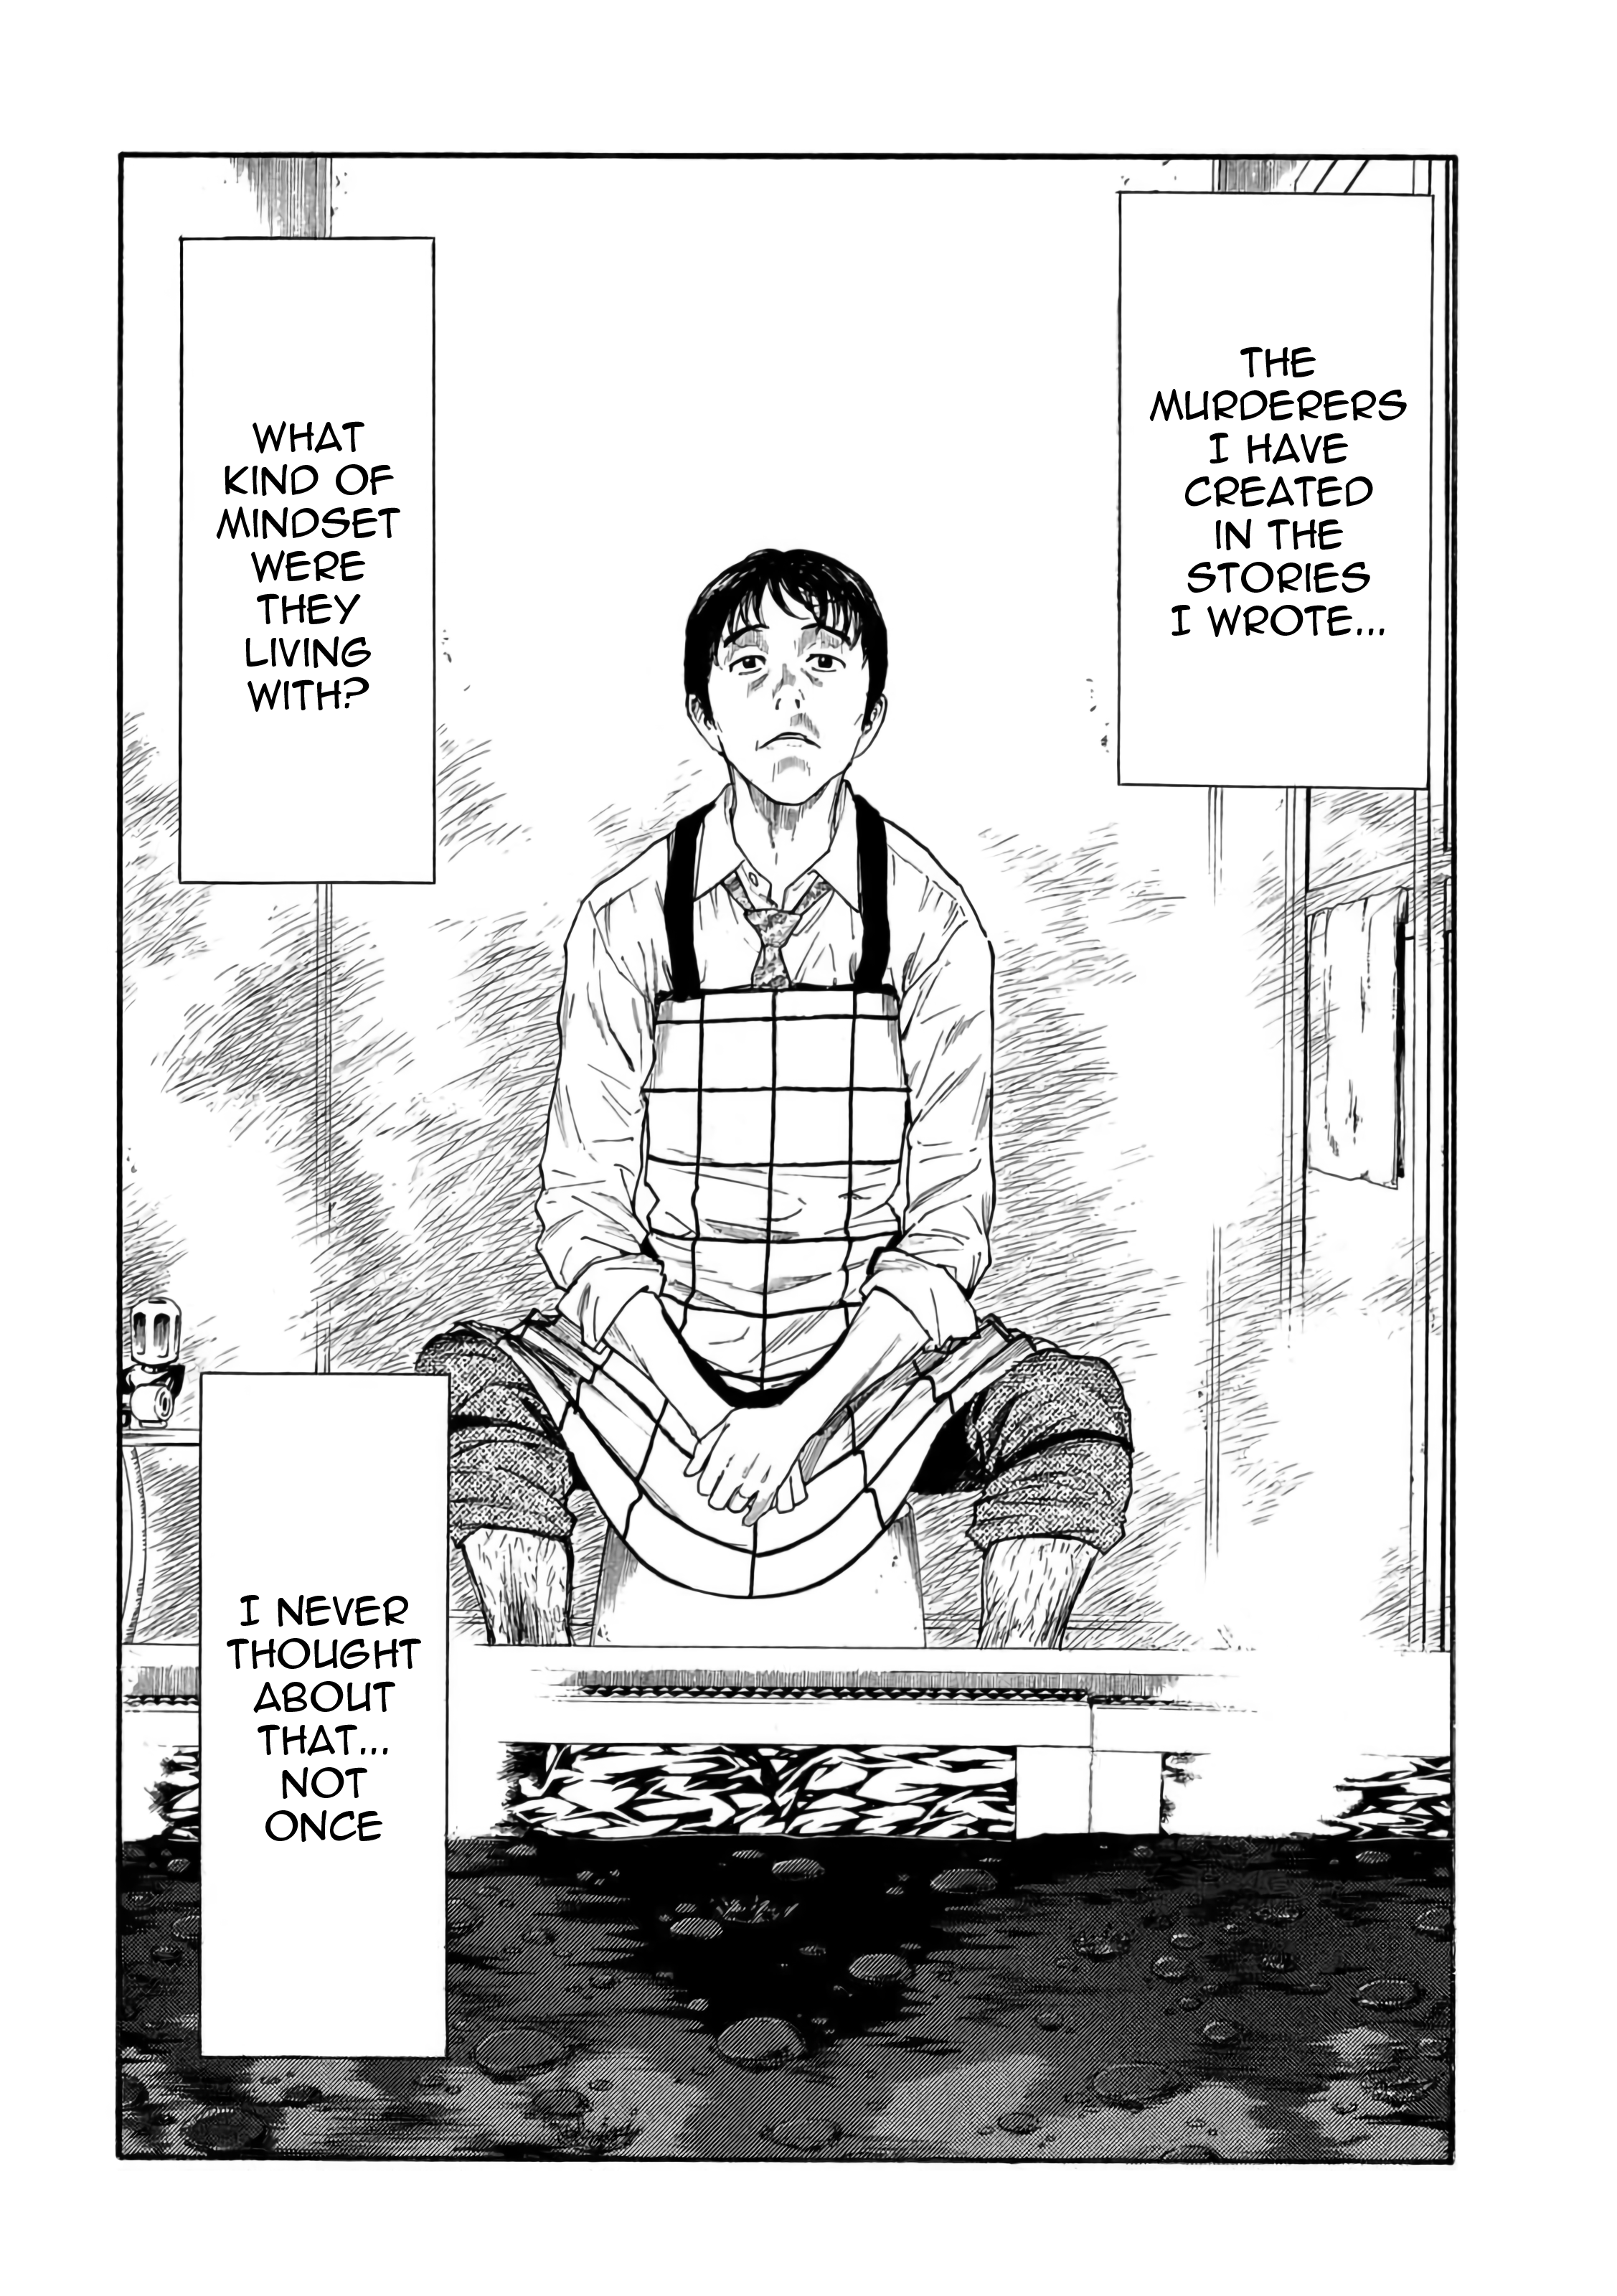 THE
MURDERERS
I HAVE
CREATED
IN THE
STORIES
I WROTE...
WHAT
KIND OF
MINDSET
WERE
THEY
LIVING
WITH?
I NEVER
THOUGHT
ABOUT
THAT...
NOT
ONCE